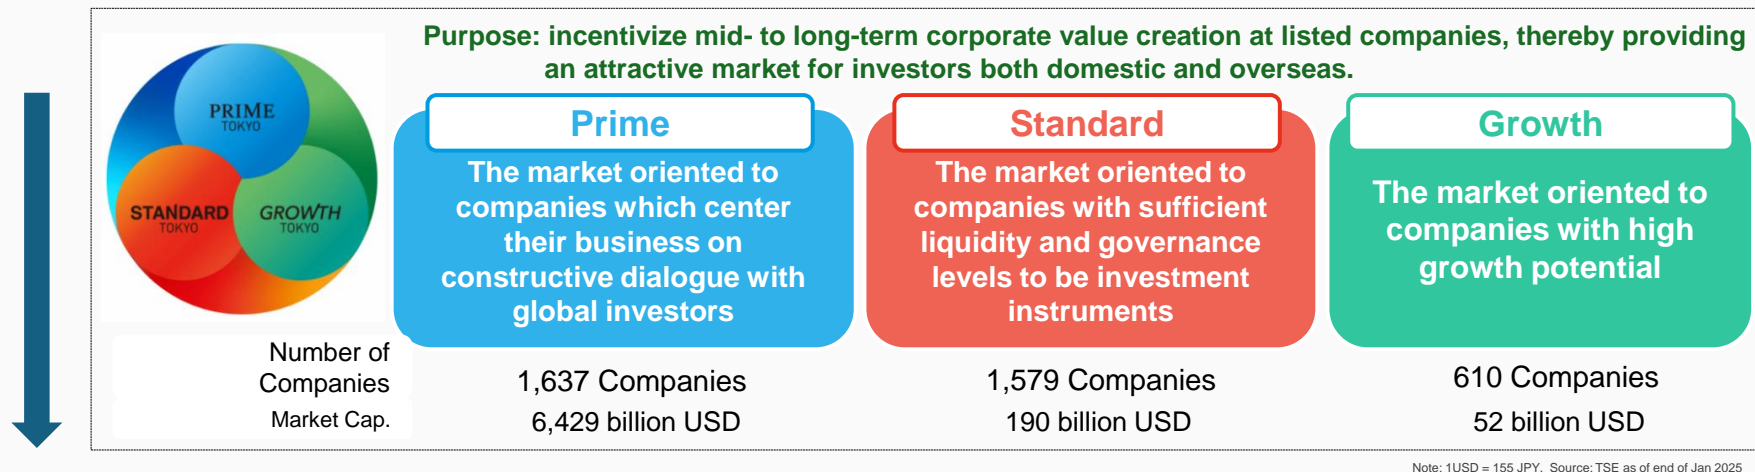 Purpose: incentivize mid- to long-term corporate value creation at listed companies, thereby providing
an attractive market for investors both domestic and overseas.
PRIME
TOKYO
STANDARD
TOKYO
GROWTH
TOKYO
Prime
The market oriented to
companies which center
their business on
constructive dialogue with
global investors
Standard
The market oriented to
companies with sufficient
liquidity and governance
levels to be investment
instruments
Growth
The market oriented to
companies with high
growth potential
Number of
Companies
1,637 Companies
1,579 Companies
610 Companies
Market Cap.
6,429 billion USD
190 billion USD
52 billion USD
Note: 1USD = 155 JPY. Source: TSE as of end of Jan 2025